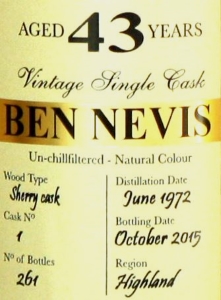 AGED 43 YEARS
Vintage Single Cask
BEN NEVIS
Un-chillfiltered - Natural Colour
Wood Type
Sherry cask
Cask Nº
1
Nº of Bottles
261
Distillation Date
June 1972
Bottling Date
October 2015
Region
Highland